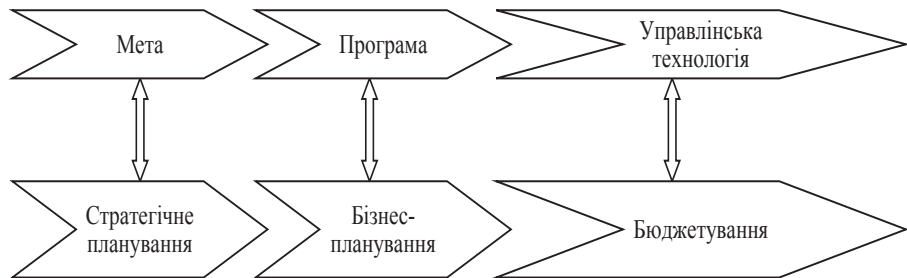 Мета
Програма
Управлінська
технологія
Стратегічне
планування
Бізнес-
планування
Бюджетування